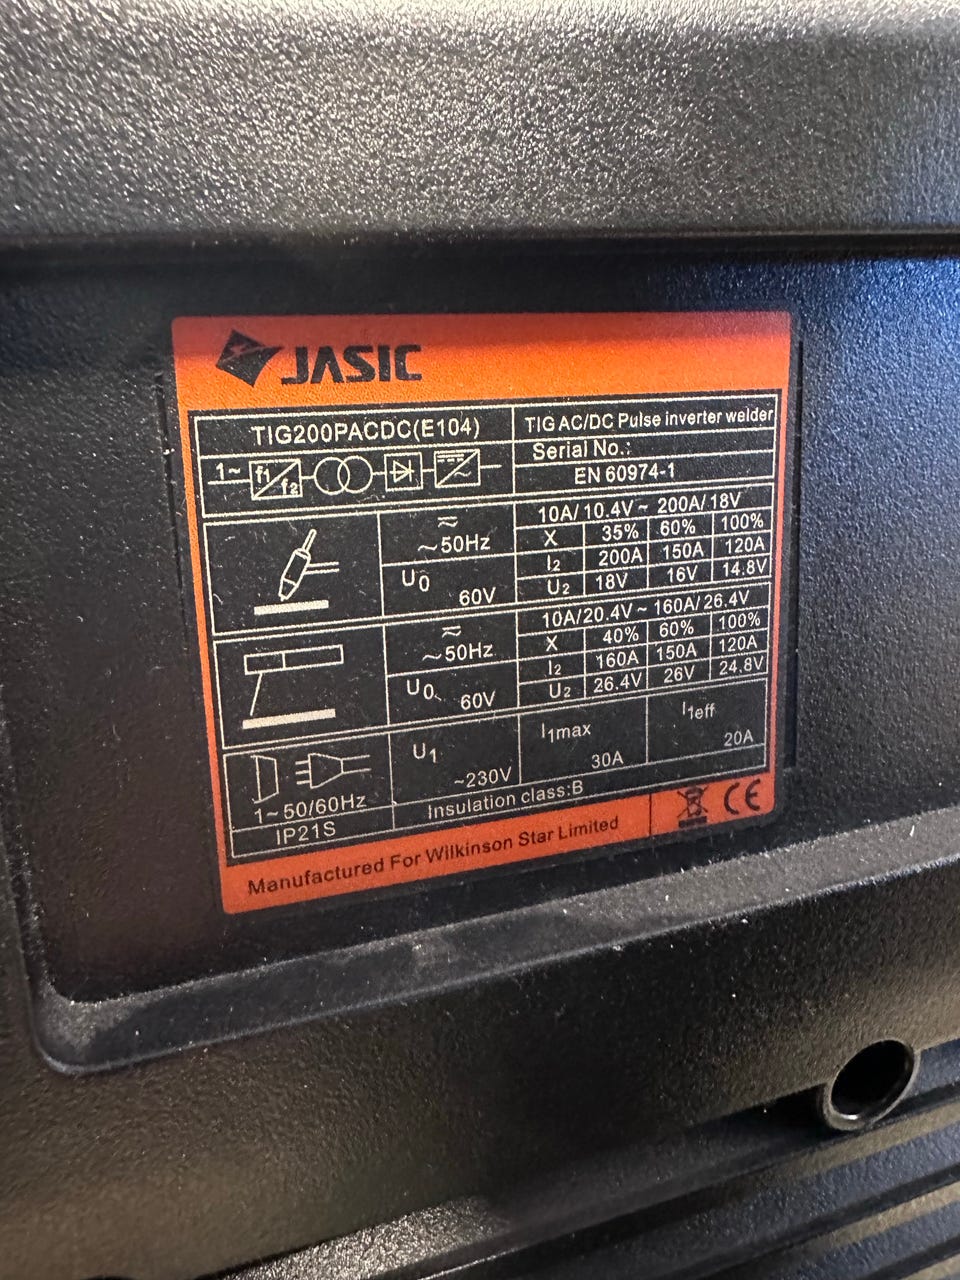 JASIC
TIG200PACDC(E104)
TIG AC/DC Pulse inverter welder
Serial No.:
1~ f1 f2
EN 60974-1
10A/10.4V ~ 200A/18V
~50Hz
X 35% 60% 100%
I2 200A 150A 120A
U0 60V
U2 18V 16V 14.8V
10A/20.4V ~ 160A/26.4V
~50Hz
X 40% 60% 100%
I2 160A 150A 120A
U0 60V
U2 26.4V 26V 24.8V
U1 ~230V
I1max 30A
I1eff 20A
1~50/60Hz
IP21S
Insulation class:B
Manufactured For Wilkinson Star Limited
CE